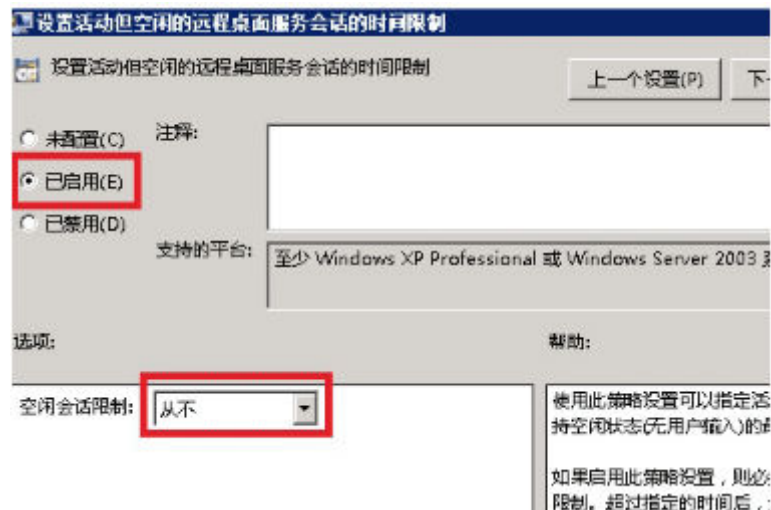 设置活动但空闲的远程桌面服务会话的时间限制
设置活动但空闲的远程桌面服务会话的时间限制
上一个设置(P)
下
未配置(C)
注释:
已启用(E)
已禁用(D)
支持的平台:
至少 Windows XP Professional 或 Windows Server 2003
选项:
帮助:
空闲会话限制:
从不
使用此策略设置可以指定活
持空闲状态(无用户输入)的
如果启用此策略设置，则必
限制。超过指定的时间后，